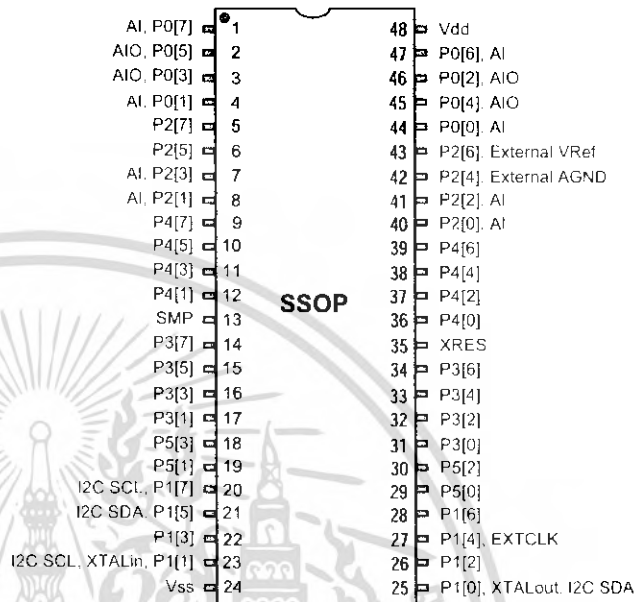 AI, P0[7] 1 48 Vdd
AIO, P0[5] 2 47 P0[6], AI
AIO, P0[3] 3 46 P0[2], AIO
AI, P0[1] 4 45 P0[4], AIO
P2[7] 5 44 P0[0], AI
P2[5] 6 43 P2[6], External VRef
AI, P2[3] 7 42 P2[4], External AGND
AI, P2[1] 8 41 P2[2], AI
P4[7] 9 40 P2[0], AI
P4[5] 10 39 P4[6]
P4[3] 11 38 P4[4]
P4[1] 12 SSOP 37 P4[2]
SMP 13 36 P4[0]
P3[7] 14 35 XRES
P3[5] 15 34 P3[6]
P3[3] 16 33 P3[4]
P3[1] 17 32 P3[2]
P5[3] 18 31 P3[0]
P5[1] 19 30 P5[2]
I2C SCL, P1[7] 20 29 P5[0]
I2C SDA, P1[5] 21 28 P1[6]
P1[3] 22 27 P1[4], EXTCLK
I2C SCL, XTALin, P1[1] 23 26 P1[2]
Vss 24 25 P1[0], XTALout, I2C SDA